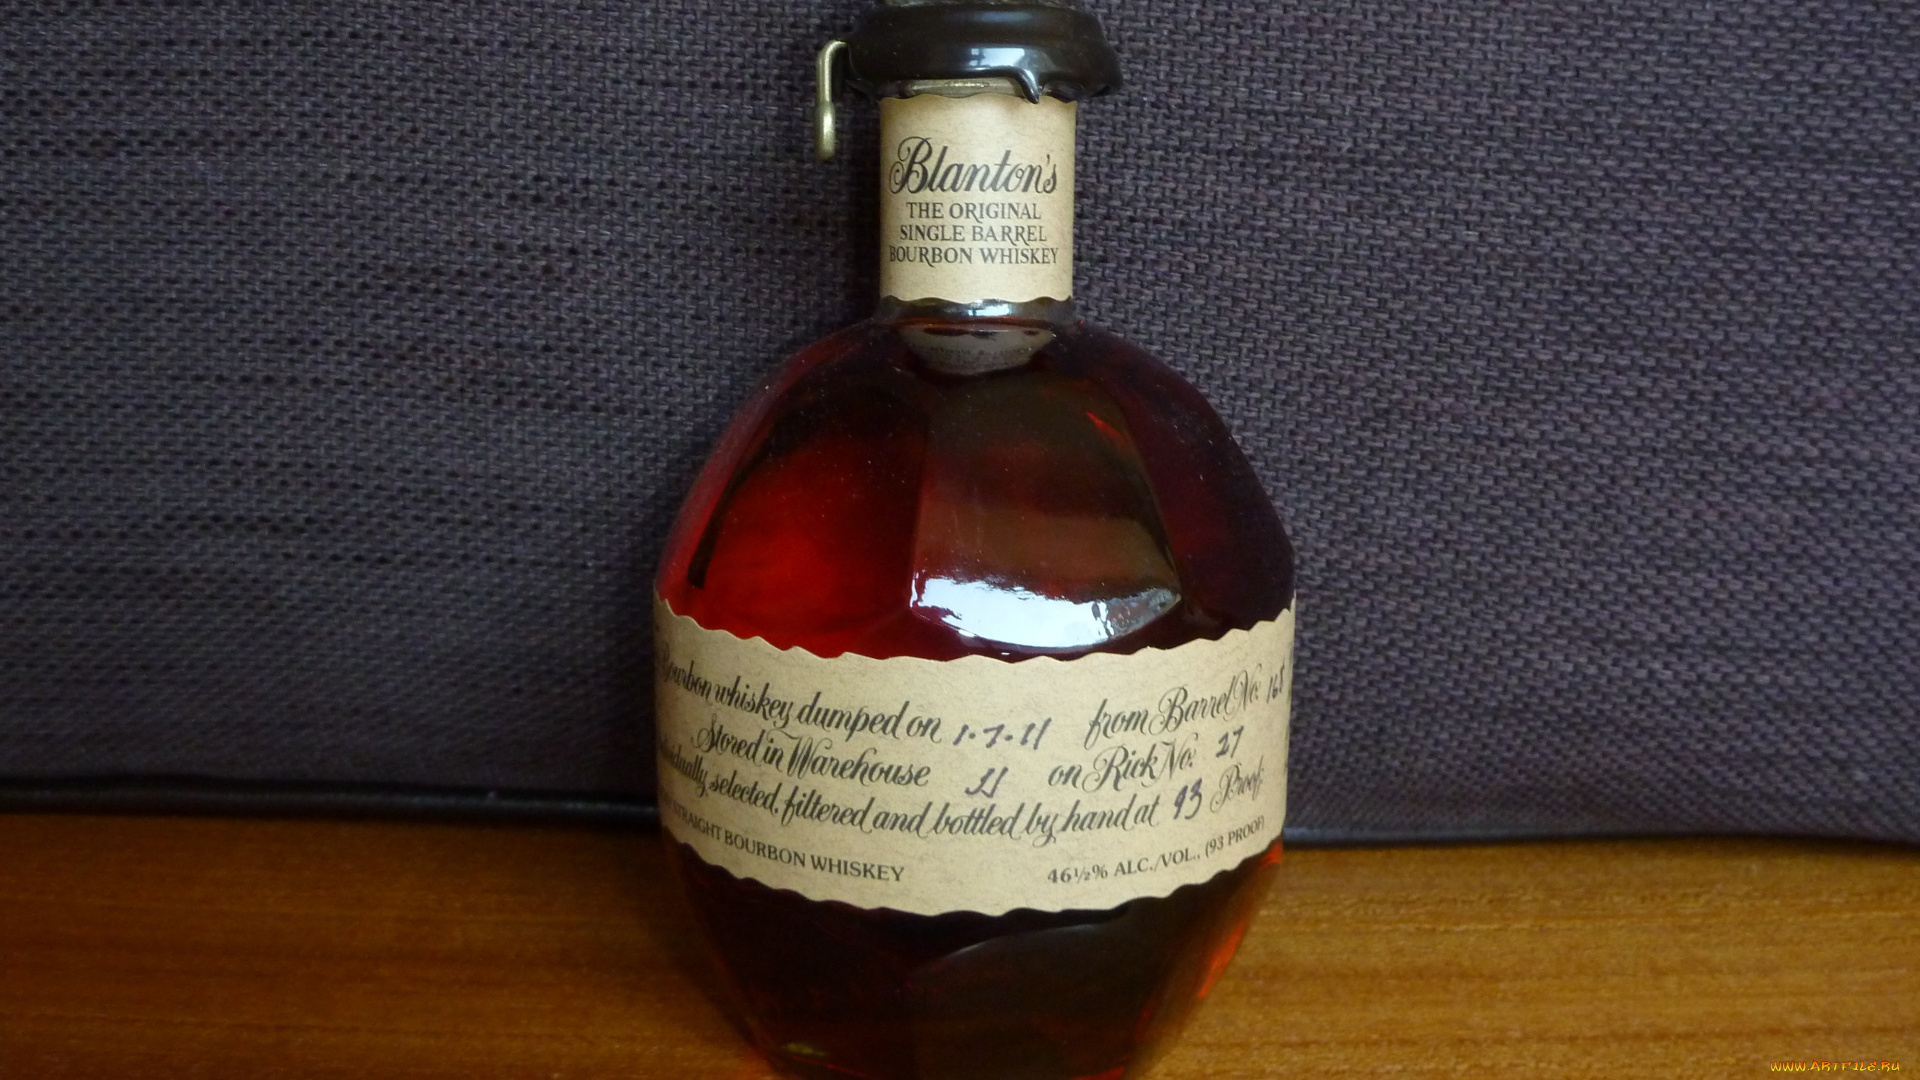 Blanton's
THE ORIGINAL
SINGLE BARREL
BOURBON WHISKEY
Bourbon whiskey dumped on 1-7-11 from Barrel No: 168
Stored in Warehouse H on Rick No: 27
selected, filtered and bottled by hand at 93 Proof:
STRAIGHT BOURBON WHISKEY 46½% ALC./VOL., (93 PROOF)
WWW.ARTFILE.RU